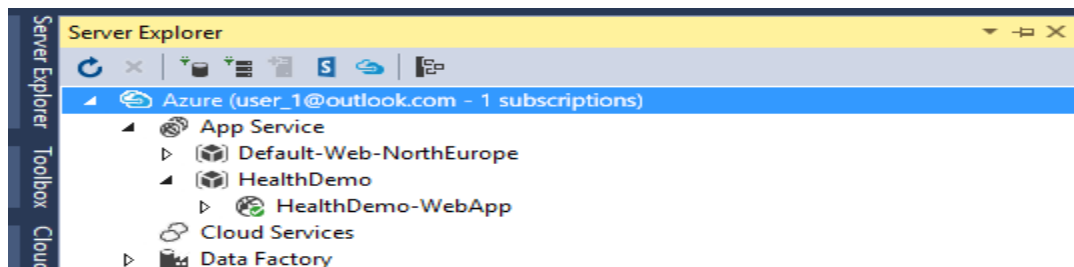 Server Explorer
Toolbox
Cloud
Server Explorer
Azure (user_1@outlook.com - 1 subscriptions)
App Service
Default-Web-NorthEurope
HealthDemo
HealthDemo-WebApp
Cloud Services
Data Factory